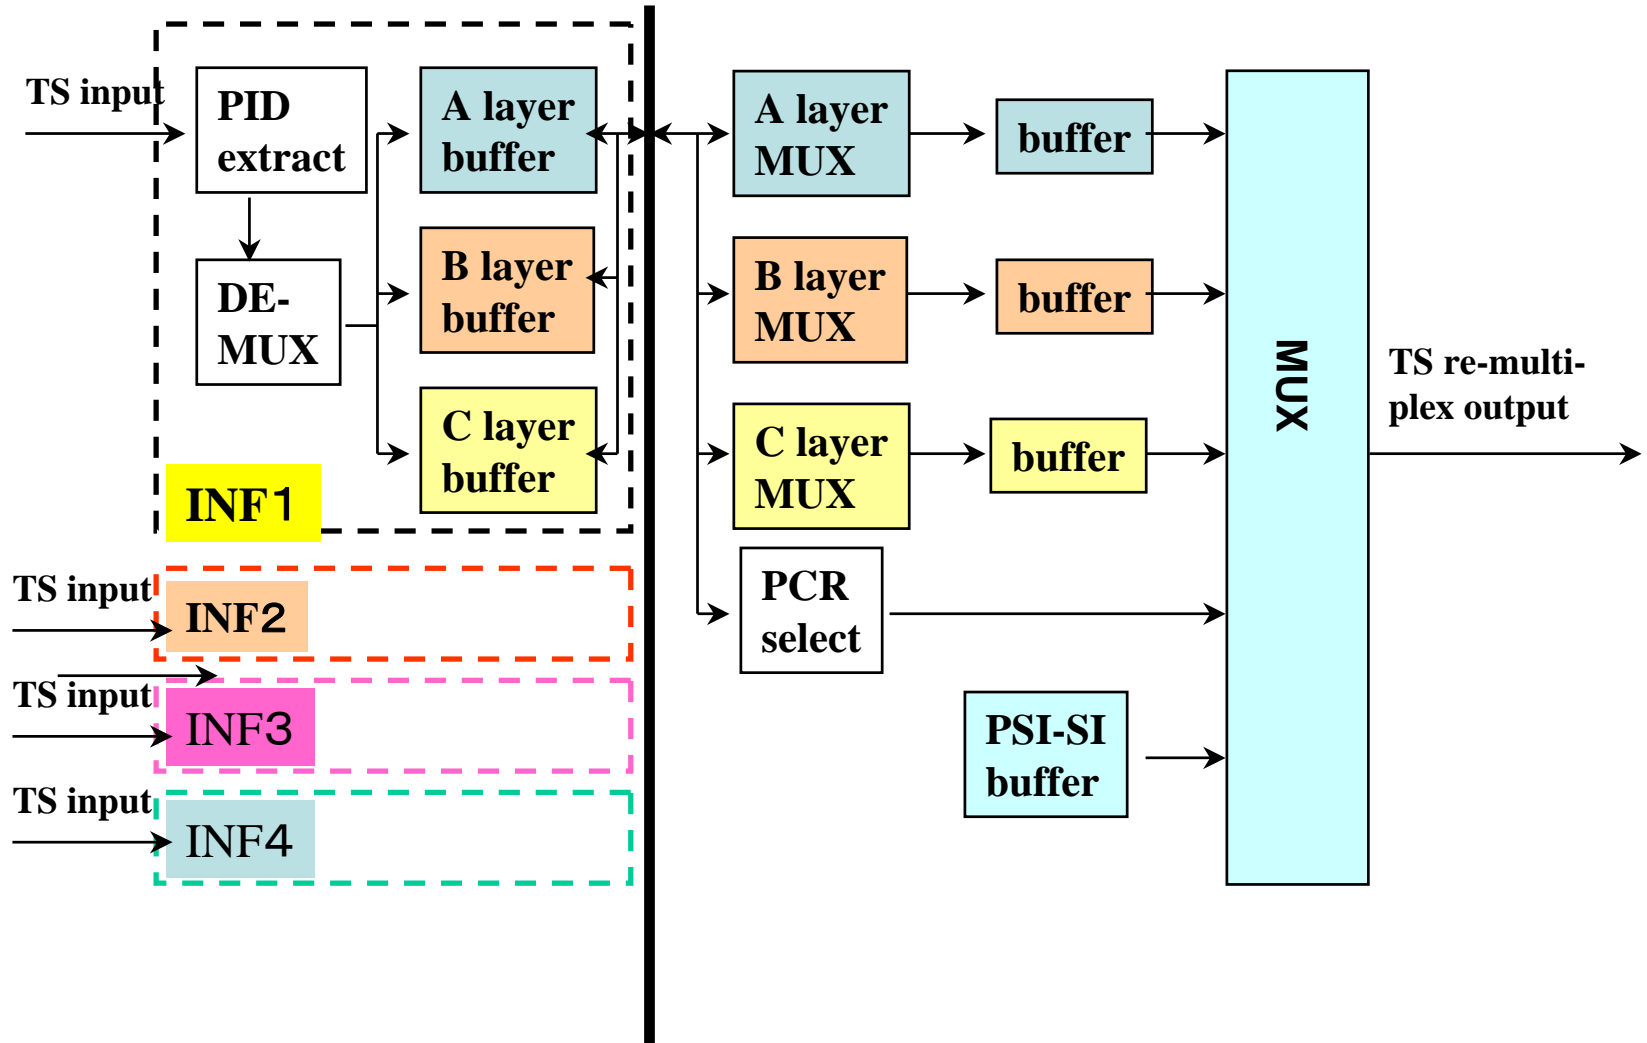 TS input
PID
extract
DE-
MUX
A layer
buffer
B layer
buffer
C layer
buffer
INF1
TS input
INF2
TS input
INF3
TS input
INF4
A layer
MUX
buffer
B layer
MUX
buffer
C layer
MUX
buffer
PCR
select
PSI-SI
buffer
MUX
TS re-multi-
plex output